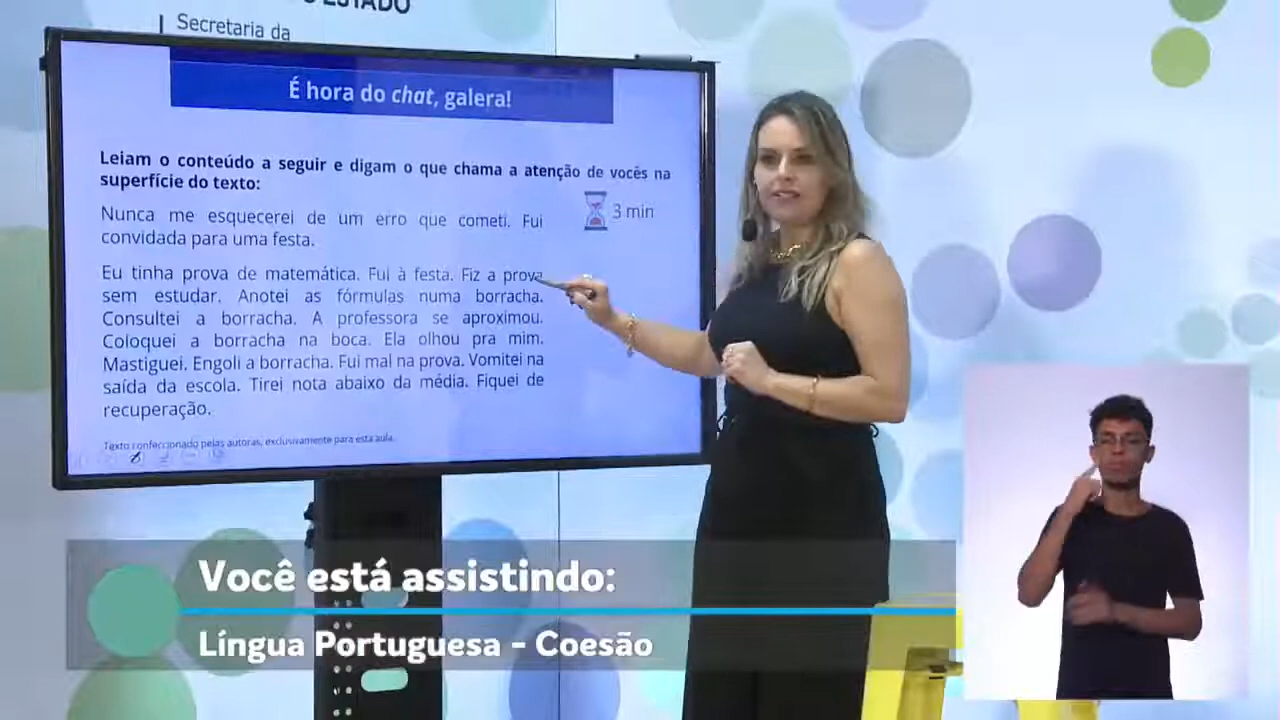 Secretaria da
É hora do chat, galera!
Leiam o conteúdo a seguir e digam o que chama a atenção de vocês na
superfície do texto:
3 min
Nunca me esquecerei de um erro que cometi. Fui
convidada para uma festa.
Eu tinha prova de matemática. Fui à festa. Fiz a prova
sem estudar. Anotei as fórmulas numa borracha.
Consultei a borracha. A professora se aproximou.
Coloquei a borracha na boca. Ela olhou pra mim.
Mastiguei. Engoli a borracha. Fui mal na prova. Vomitei na
saída da escola. Tirei nota abaixo da média. Fiquei de
recuperação.
Texto confeccionado pelas autoras, exclusivamente para esta aula.
Você está assistindo:
Língua Portuguesa - Coesão